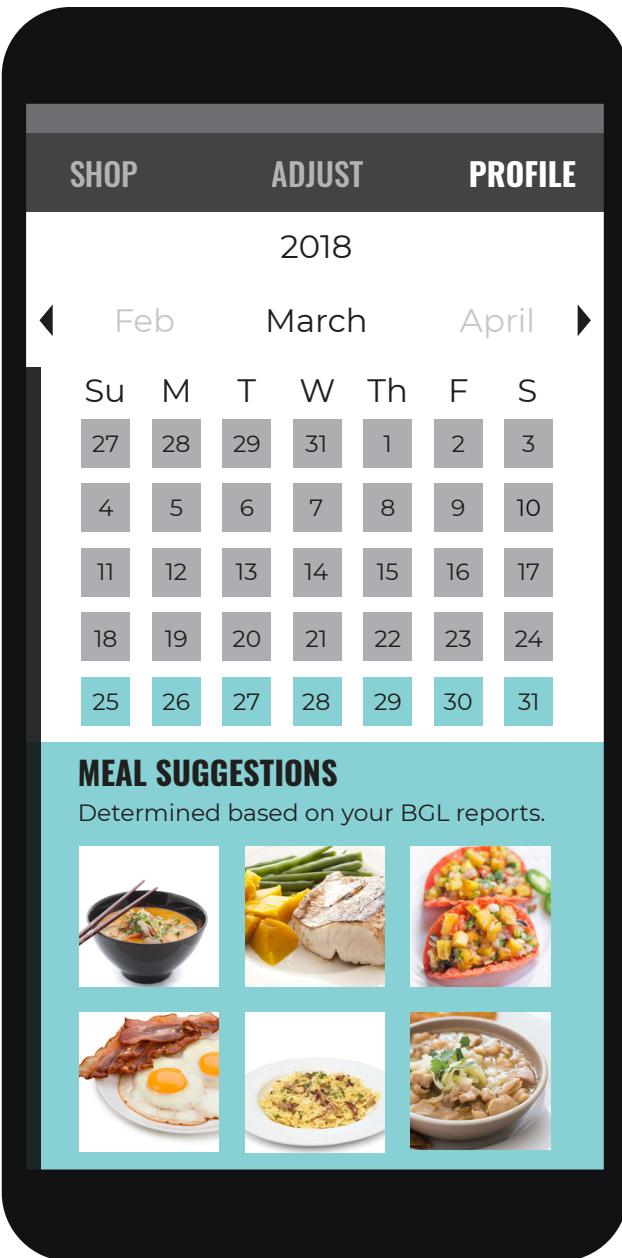 SHOP ADJUST PROFILE
2018
Feb March April
Su M T W Th F S
27 28 29 31 1 2 3
4 5 6 7 8 9 10
11 12 13 14 15 16 17
18 19 20 21 22 23 24
25 26 27 28 29 30 31
MEAL SUGGESTIONS
Determined based on your BGL reports.